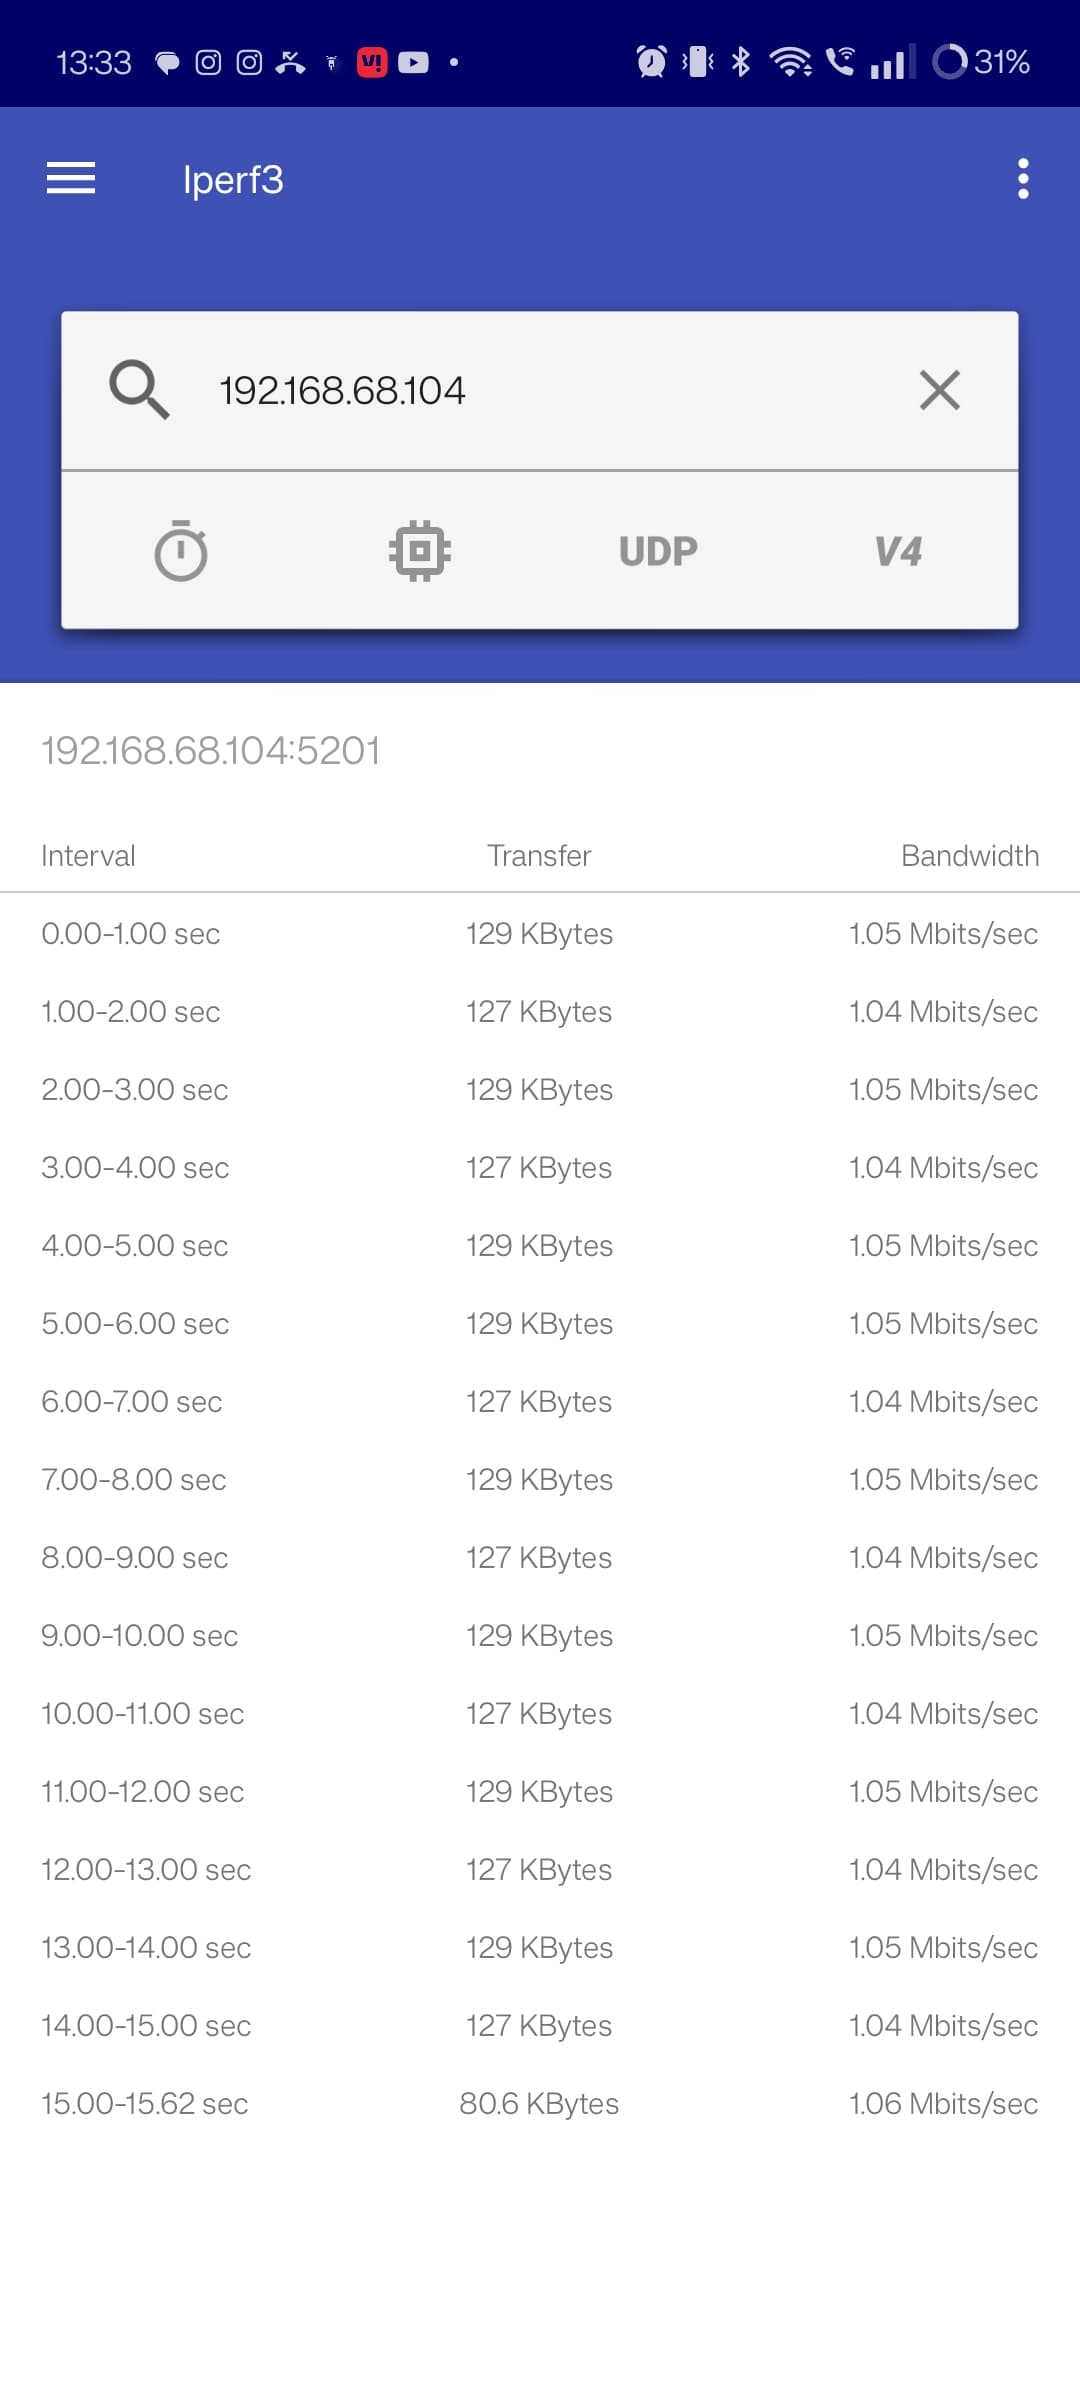 13:33 V! 31%
Iperf3
192.168.68.104
UDP V4
192.168.68.104:5201
Interval Transfer Bandwidth
0.00-1.00 sec 129 KBytes 1.05 Mbits/sec
1.00-2.00 sec 127 KBytes 1.04 Mbits/sec
2.00-3.00 sec 129 KBytes 1.05 Mbits/sec
3.00-4.00 sec 127 KBytes 1.04 Mbits/sec
4.00-5.00 sec 129 KBytes 1.05 Mbits/sec
5.00-6.00 sec 129 KBytes 1.05 Mbits/sec
6.00-7.00 sec 127 KBytes 1.04 Mbits/sec
7.00-8.00 sec 129 KBytes 1.05 Mbits/sec
8.00-9.00 sec 127 KBytes 1.04 Mbits/sec
9.00-10.00 sec 129 KBytes 1.05 Mbits/sec
10.00-11.00 sec 127 KBytes 1.04 Mbits/sec
11.00-12.00 sec 129 KBytes 1.05 Mbits/sec
12.00-13.00 sec 127 KBytes 1.04 Mbits/sec
13.00-14.00 sec 129 KBytes 1.05 Mbits/sec
14.00-15.00 sec 127 KBytes 1.04 Mbits/sec
15.00-15.62 sec 80.6 KBytes 1.06 Mbits/sec